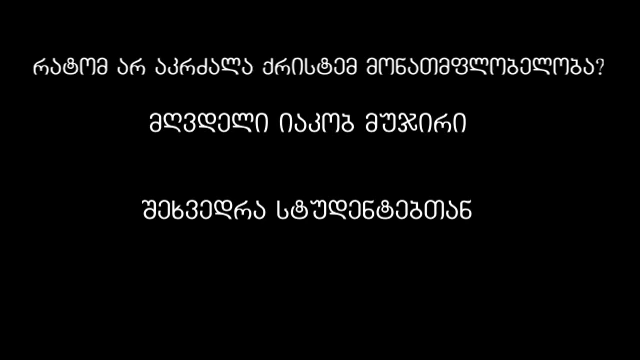 რატომ არ აკრძალა ქრისტემ მონათმფლობელობა?
მღვდელი იაკობ მუჯირი
შეხვედრა სტუდენტებთან